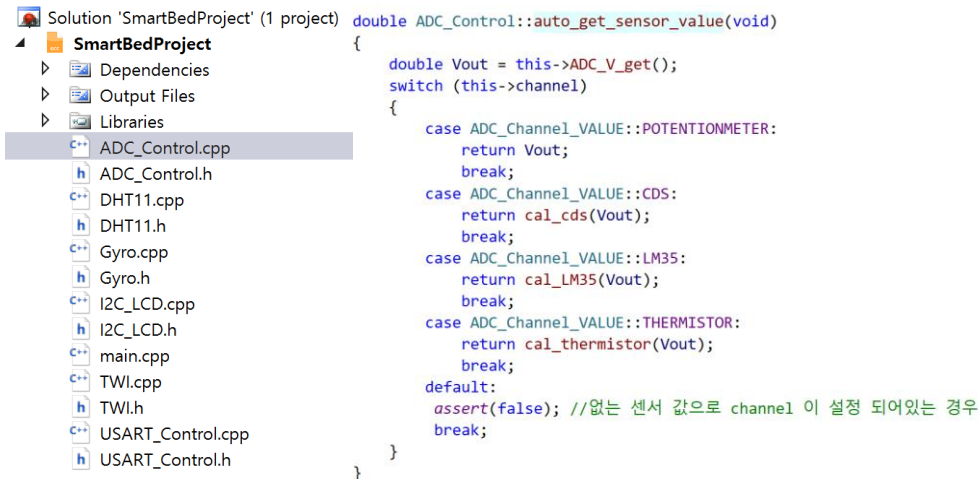 Solution 'SmartBedProject' (1 project)
SmartBedProject
Dependencies
Output Files
Libraries
ADC_Control.cpp
ADC_Control.h
DHT11.cpp
DHT11.h
Gyro.cpp
Gyro.h
I2C_LCD.cpp
I2C_LCD.h
main.cpp
TWI.cpp
TWI.h
USART_Control.cpp
USART_Control.h
double ADC_Control::auto_get_sensor_value(void)
{
double Vout = this->ADC_V_get();
switch (this->channel)
{
case ADC_Channel_VALUE::POTENTIONMETER:
return Vout;
break;
case ADC_Channel_VALUE::CDS:
return cal_cds(Vout);
break;
case ADC_Channel_VALUE::LM35:
return cal_LM35(Vout);
break;
case ADC_Channel_VALUE::THERMISTOR:
return cal_thermistor(Vout);
break;
default:
assert(false); //없는 센서 값으로 channel 이 설정 되어있는 경우
break;
}
}